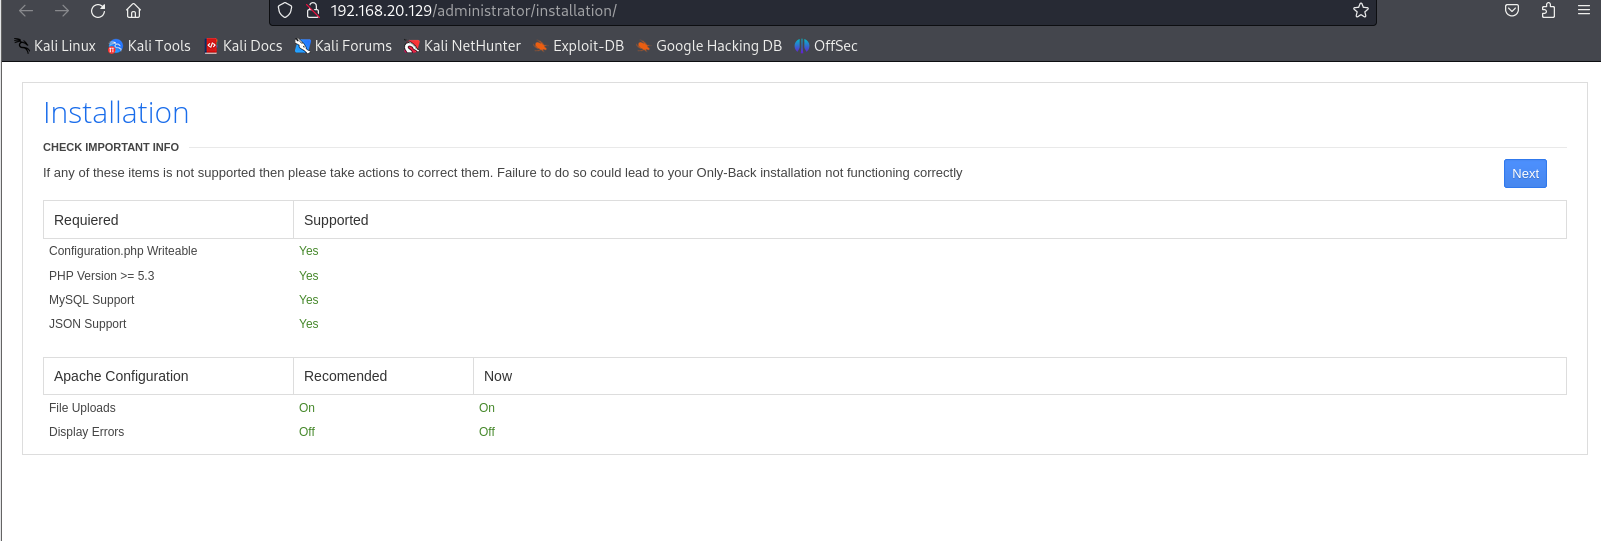 192.168.20.129/administrator/installation/
Kali Linux Kali Tools Kali Docs Kali Forums Kali NetHunter Exploit-DB Google Hacking DB OffSec
Installation
CHECK IMPORTANT INFO
If any of these items is not supported then please take actions to correct them. Failure to do so could lead to your Only-Back installation not functioning correctly
Next
Requiered Supported
Configuration.php Writeable Yes
PHP Version >= 5.3 Yes
MySQL Support Yes
JSON Support Yes
Apache Configuration Recomended Now
File Uploads On On
Display Errors Off Off